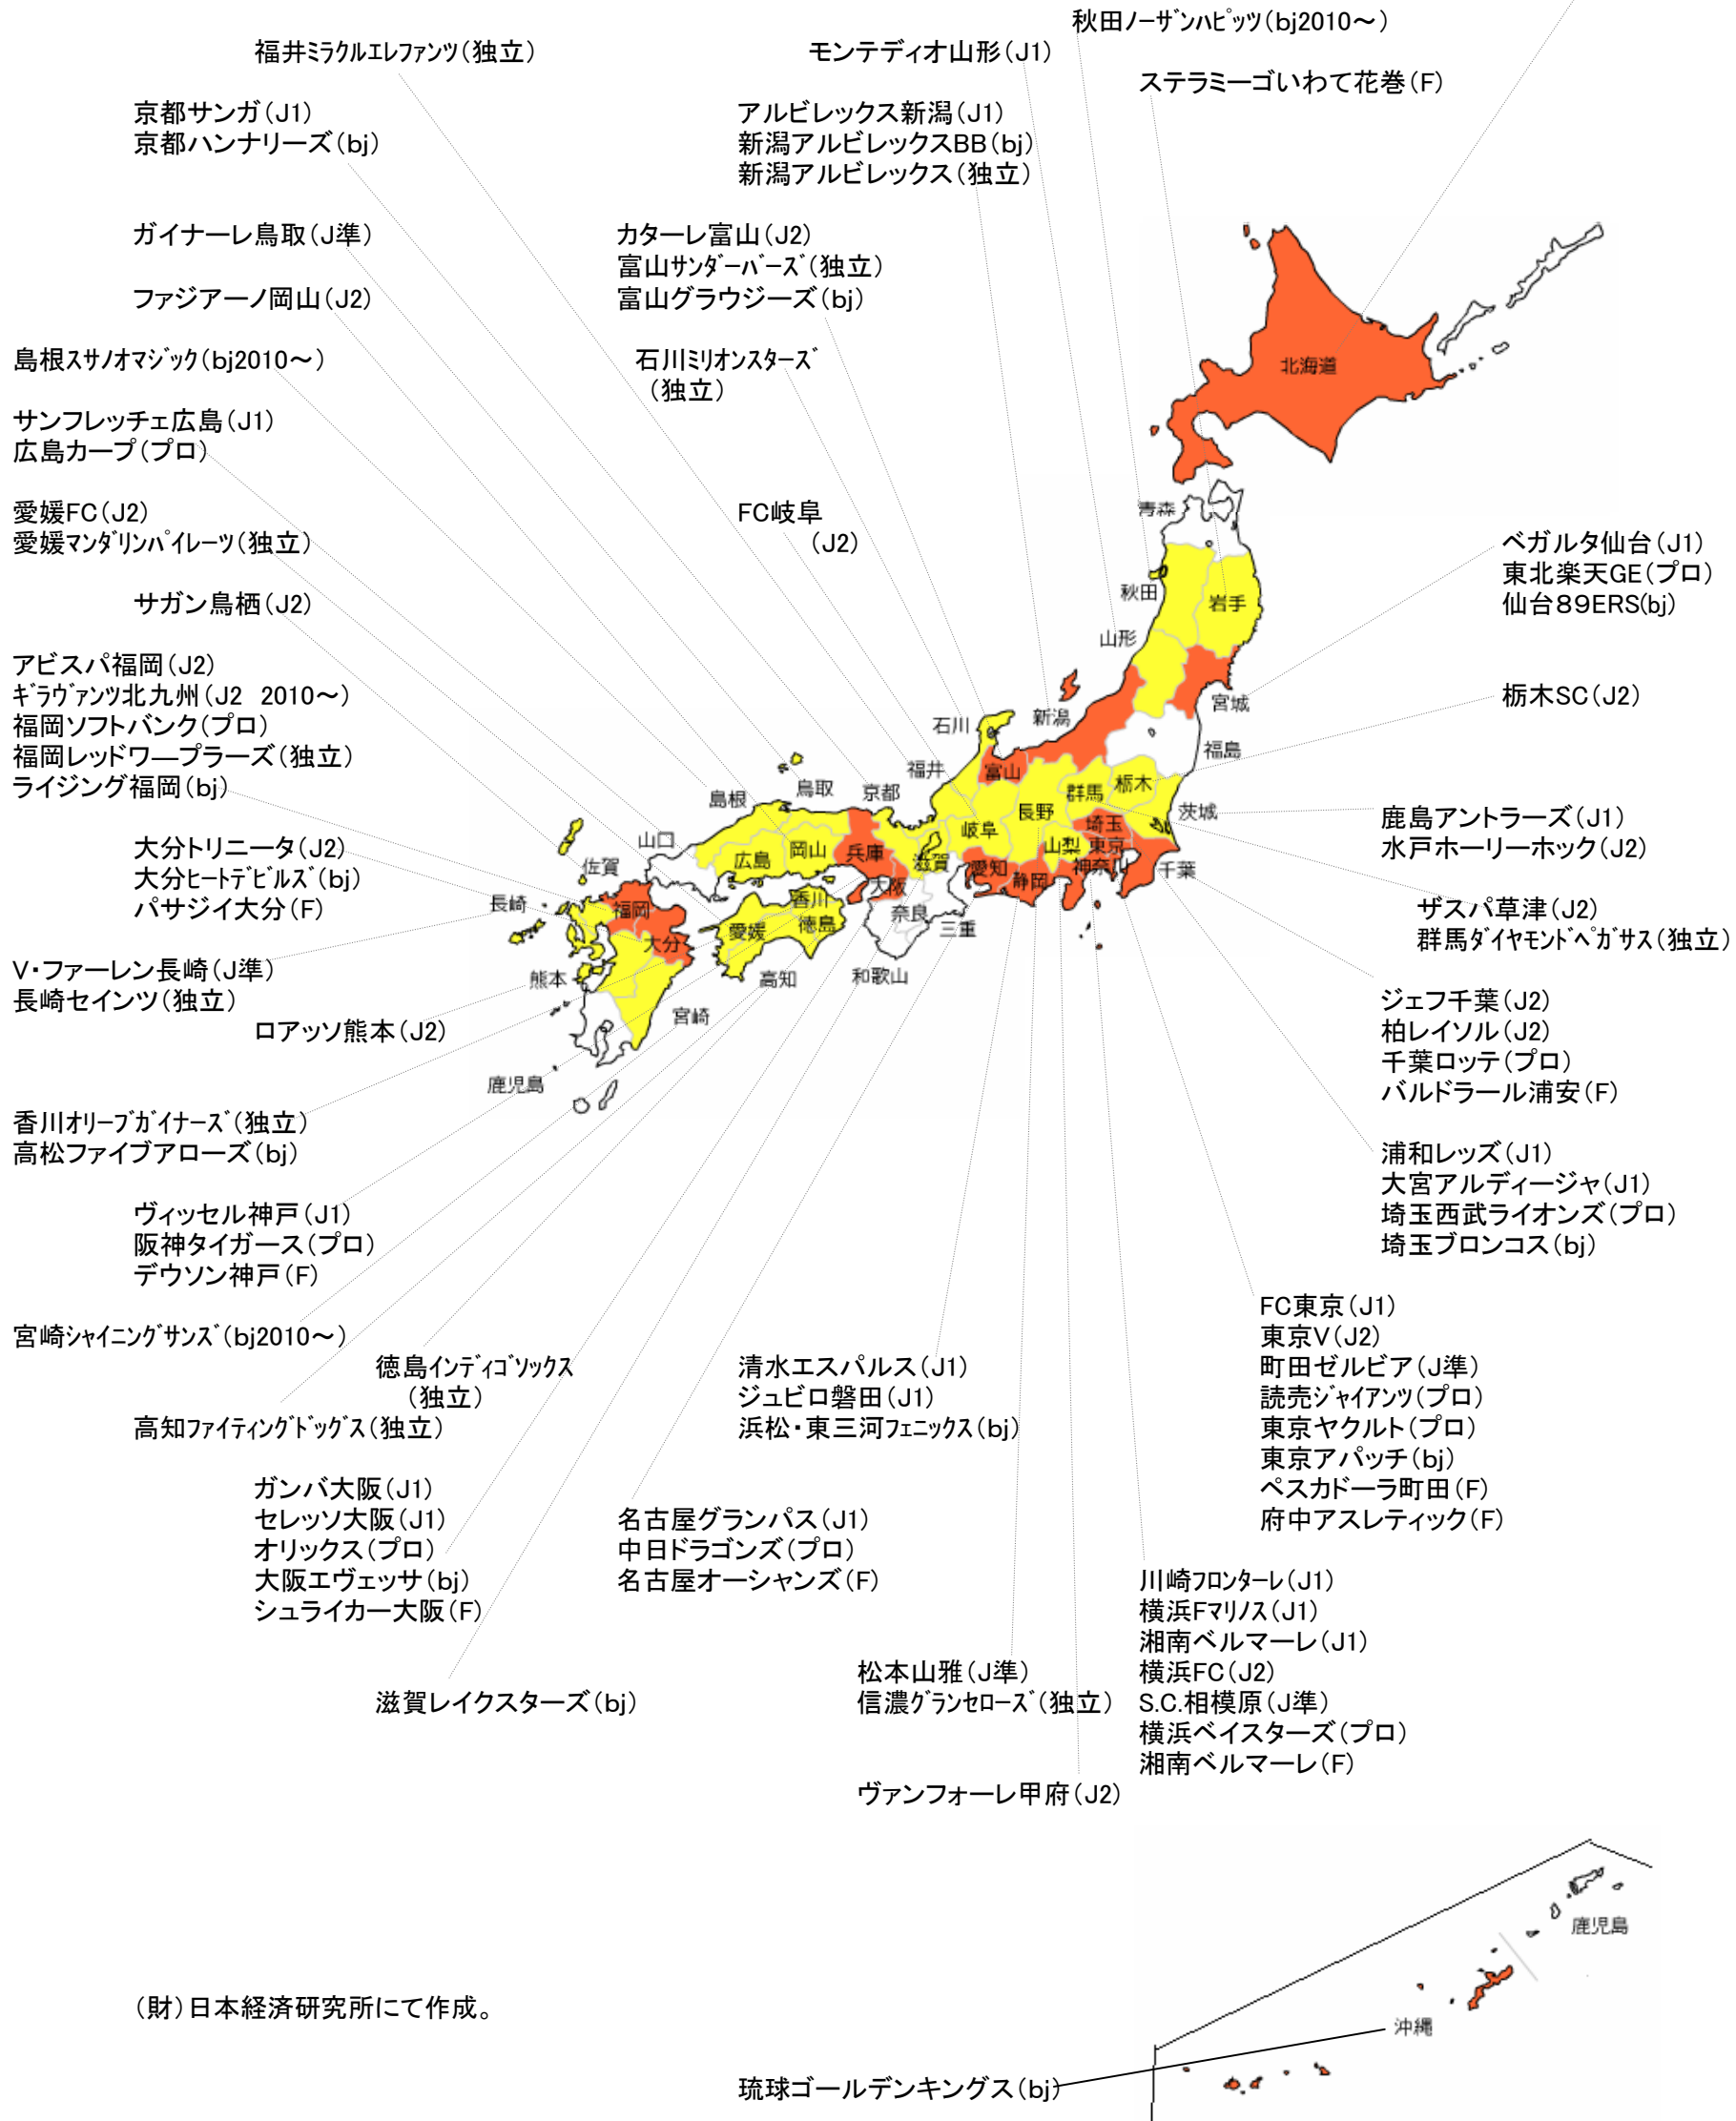 秋田ノーザンハピッツ(bj2010～)
福井ミラクルエレファンツ(独立)
モンテディオ山形(J1)
ステラミーゴいわて花巻(F)
京都サンガ(J1)
京都ハンナリーズ(bj)
アルビレックス新潟(J1)
新潟アルビレックスBB(bj)
新潟アルビレックス(独立)
ガイナーレ鳥取(J準)
カターレ富山(J2)
富山サンダーバーズ(独立)
富山グラウジーズ(bj)
ファジアーノ岡山(J2)
島根スサノオマジック(bj2010～)
石川ミリオンスターズ
(独立)
サンフレッチェ広島(J1)
広島カープ(プロ)
愛媛FC(J2)
愛媛マンダリンパイレーツ(独立)
FC岐阜
(J2)
サガン鳥栖(J2)
ベガルタ仙台(J1)
東北楽天GE(プロ)
仙台89ERS(bj)
アビスパ福岡(J2)
ギラヴァンツ北九州(J2 2010～)
福岡ソフトバンク(プロ)
福岡レッドワ―プラーズ(独立)
ライジング福岡(bj)
栃木SC(J2)
大分トリニータ(J2)
大分ヒートデビルズ(bj)
パサジイ大分(F)
鹿島アントラーズ(J1)
水戸ホーリーホック(J2)
ザスパ草津(J2)
群馬ダイヤモンドペガサス(独立)
V・ファーレン長崎(J準)
長崎セインツ(独立)
ロアッソ熊本(J2)
ジェフ千葉(J2)
柏レイソル(J2)
千葉ロッテ(プロ)
バルドラール浦安(F)
香川オリーブガイナーズ(独立)
高松ファイブアローズ(bj)
浦和レッズ(J1)
大宮アルディージャ(J1)
埼玉西武ライオンズ(プロ)
埼玉ブロンコス(bj)
ヴィッセル神戸(J1)
阪神タイガース(プロ)
デウソン神戸(F)
宮崎シャイニングサンズ(bj2010～)
徳島インディゴソックス
(独立)
高知ファイティングドッグス(独立)
清水エスパルス(J1)
ジュビロ磐田(J1)
浜松・東三河フェニックス(bj)
FC東京(J1)
東京V(J2)
町田ゼルビア(J準)
読売ジャイアンツ(プロ)
東京ヤクルト(プロ)
東京アパッチ(bj)
ペスカドーラ町田(F)
府中アスレティック(F)
ガンバ大阪(J1)
セレッソ大阪(J1)
オリックス(プロ)
大阪エヴェッサ(bj)
シュライカー大阪(F)
名古屋グランパス(J1)
中日ドラゴンズ(プロ)
名古屋オーシャンズ(F)
川崎フロンターレ(J1)
横浜Fマリノス(J1)
湘南ベルマーレ(J1)
横浜FC(J2)
S.C.相模原(J準)
横浜ベイスターズ(プロ)
湘南ベルマーレ(F)
松本山雅(J準)
信濃グランセローズ(独立)
滋賀レイクスターズ(bj)
ヴァンフォーレ甲府(J2)
北海道
青森
秋田
岩手
山形
宮城
福島
新潟
石川
富山
福井
群馬
栃木
茨城
長野
埼玉
東京
千葉
山梨
神奈川
岐阜
愛知
静岡
滋賀
京都
兵庫
大阪
奈良
三重
和歌山
鳥取
島根
岡山
広島
山口
香川
徳島
愛媛
高知
福岡
佐賀
長崎
大分
熊本
宮崎
鹿児島
鹿児島
沖縄
(財)日本経済研究所にて作成。
琉球ゴールデンキングス(bj)